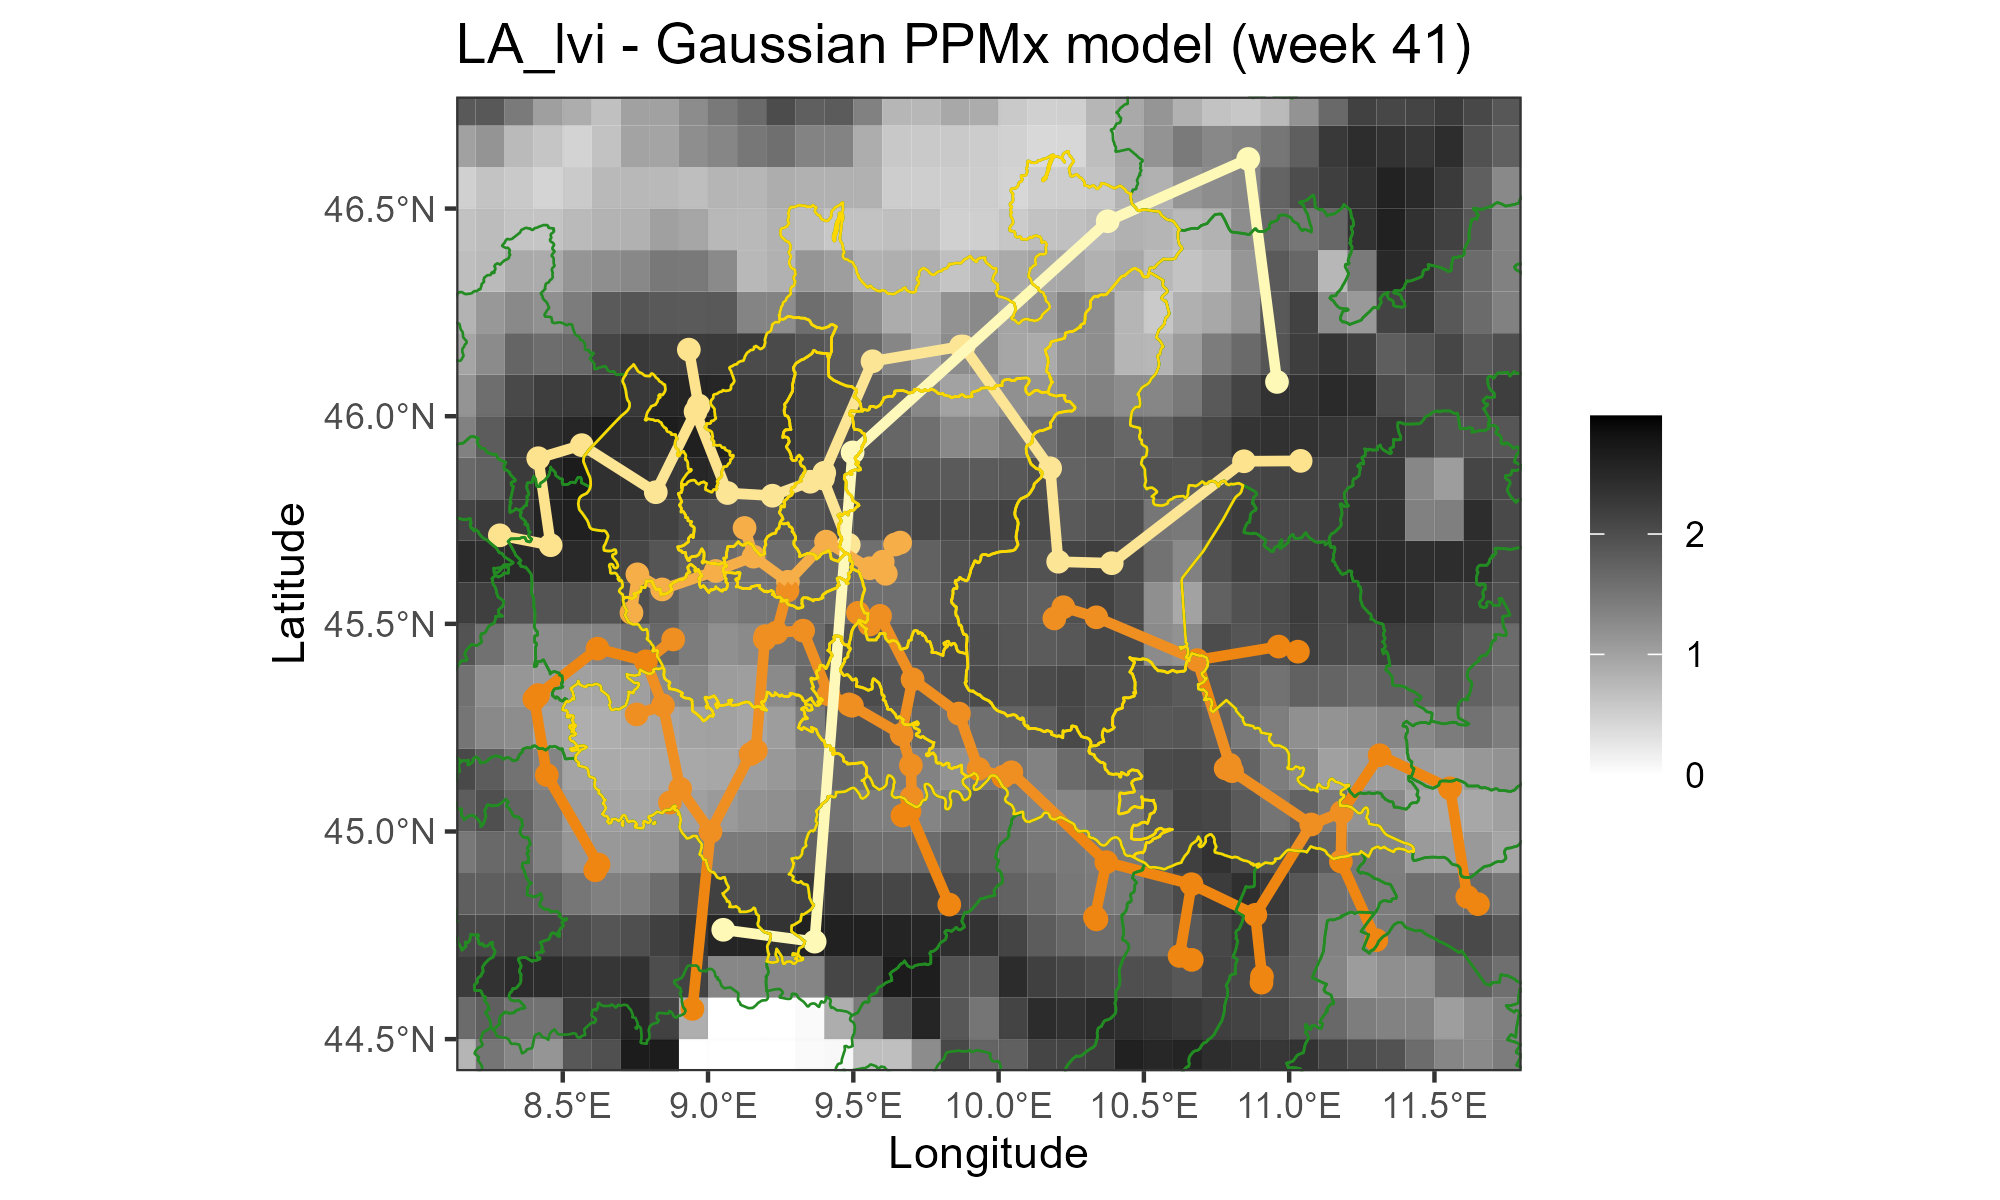 LA_lvi - Gaussian PPMx model (week 41)
46.5°N
46.0°N
45.5°N
45.0°N
44.5°N
Latitude
8.5°E 9.0°E 9.5°E 10.0°E 10.5°E 11.0°E 11.5°E
Longitude
2
1
0